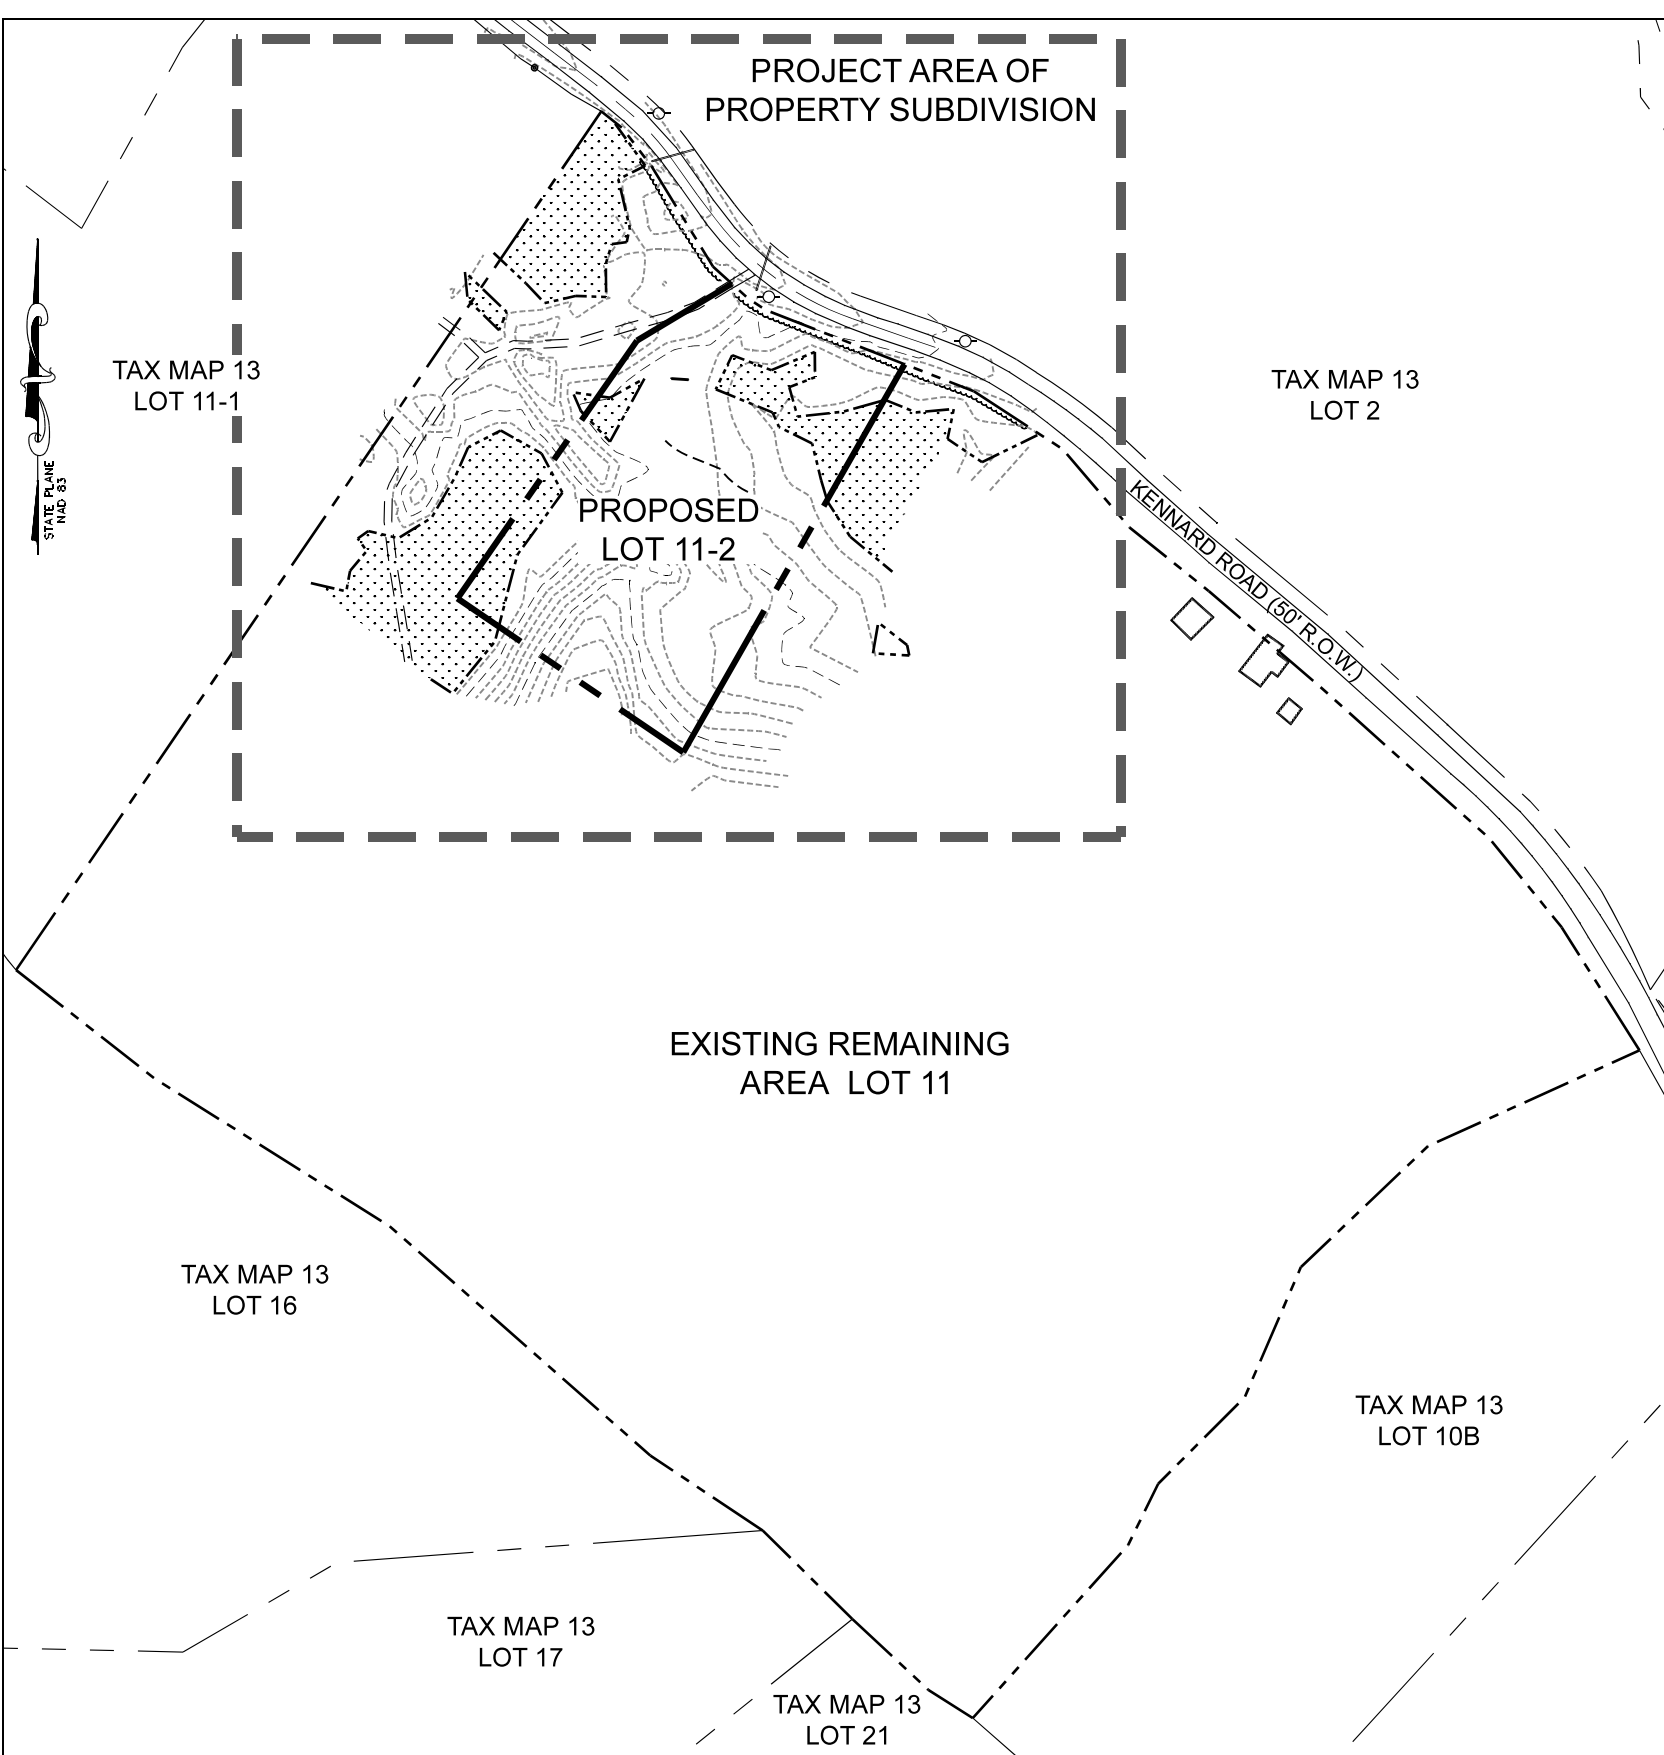 PROJECT AREA OF
PROPERTY SUBDIVISION
TAX MAP 13
LOT 11-1
TAX MAP 13
LOT 2
STATE PLANE
NAD 83
PROPOSED
LOT 11-2
KENNARD ROAD (50' R.O.W.)
EXISTING REMAINING
AREA LOT 11
TAX MAP 13
LOT 16
TAX MAP 13
LOT 10B
TAX MAP 13
LOT 17
TAX MAP 13
LOT 21